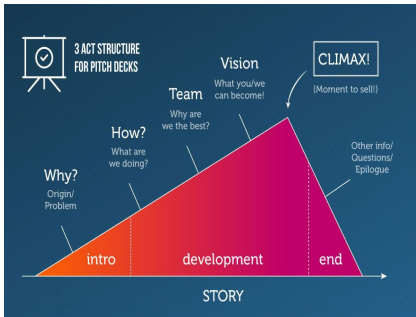 3 ACT STRUCTURE
FOR PITCH DECKS
CLIMAX!
(Moment to sell!)
Vision
What you/we
can become!
Team
Why are
we the best?
How?
What are
we doing?
Why?
Origin/
Problem
Other info/
Questions/
Epilogue
intro
development
end
STORY